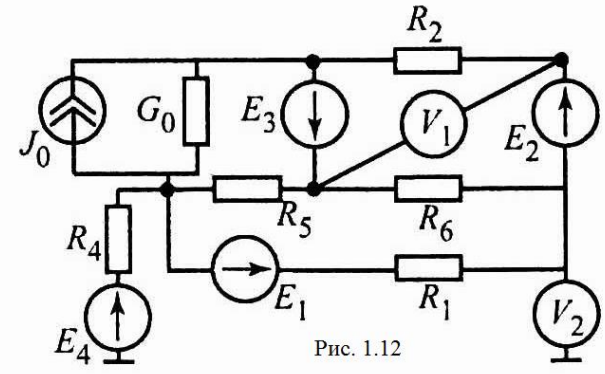 R₂
J₀ G₀ E₃ V₁ E₂
R₄ R₅ R₆
E₁ R₁
E₄ V₂
Рис. 1.12